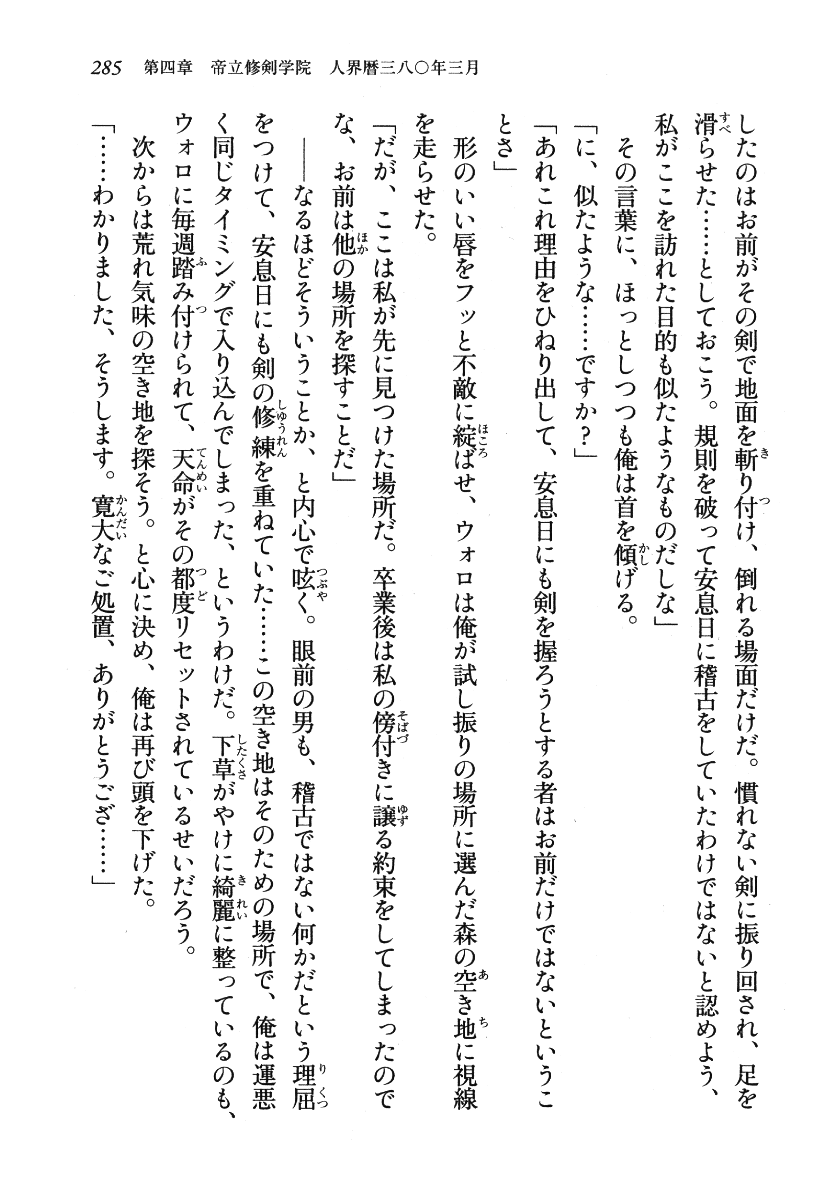 285　第四章　帝立修剣学院　人界暦三八〇年三月
したのはお前がその剣で地面を斬り付け、倒れる場面だけだ。慣れない剣に振り回され、足を
滑らせた……としておこう。規則を破って安息日に稽古をしていたわけではないと認めよう、
私がここを訪れた目的も似たようなものだしな」
　その言葉に、ほっとしつつも俺は首を傾げる。
「に、似たような……ですか？」
「あれこれ理由をひねり出して、安息日にも剣を握ろうとする者はお前だけではないというこ
とさ」
　形のいい唇をフッと不敵に綻ばせ、ウォロは俺が試し振りの場所に選んだ森の空き地に視線
を走らせた。
「だが、ここは私が先に見つけた場所だ。卒業後は私の傍付きに譲る約束をしてしまったので
な、お前は他の場所を探すことだ」
　――なるほどそういうことか、と内心で呟く。眼前の男も、稽古ではない何かだという理屈
をつけて、安息日にも剣の修練を重ねていた……この空き地はそのための場所で、俺は運悪
く同じタイミングで入り込んでしまった、というわけだ。下草がやけに綺麗に整っているのも、
ウォロに毎週踏み付けられて、天命がその都度リセットされているせいだろう。
　次からは荒れ気味の空き地を探そう。と心に決め、俺は再び頭を下げた。
「……わかりました、そうします。寛大なご処置、ありがとうござ……」